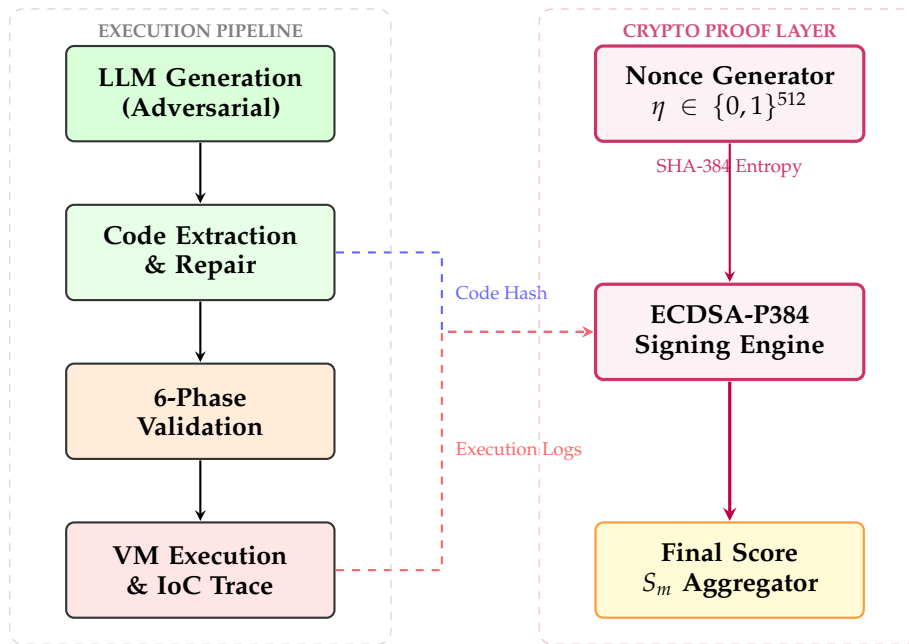 EXECUTION PIPELINE
LLM Generation
(Adversarial)
Code Extraction
& Repair
6-Phase
Validation
VM Execution
& IoC Trace
Code Hash
Execution Logs
CRYPTO PROOF LAYER
Nonce Generator
η ∈ {0, 1}⁵¹²
SHA-384 Entropy
ECDSA-P384
Signing Engine
Final Score
Sₘ Aggregator